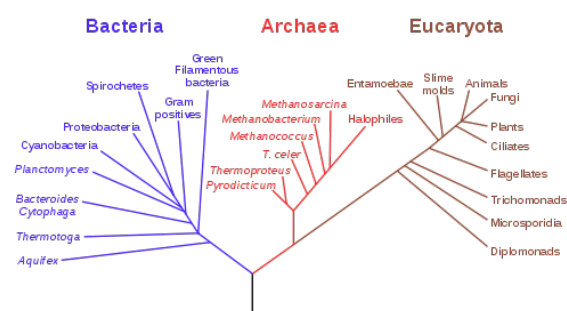 Bacteria
Archaea
Eucaryota
Green
Filamentous
bacteria
Spirochetes
Gram
positives
Proteobacteria
Cyanobacteria
Planctomyces
Bacteroides
Cytophaga
Thermotoga
Aquifex
Methanosarcina
Methanobacterium
Halophiles
Methanococcus
T. celer
Thermoproteus
Pyrodicticum
Entamoebae
Slime
molds
Animals
Fungi
Plants
Ciliates
Flagellates
Trichomonads
Microsporidia
Diplomonads